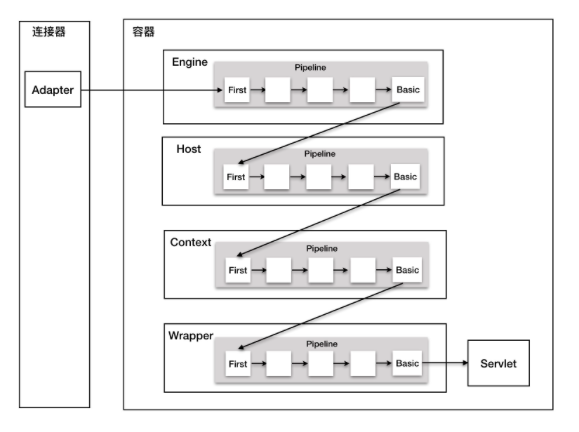 连接器
容器
Adapter
Engine
Pipeline
First
Basic
Host
Pipeline
First
Basic
Context
Pipeline
First
Basic
Wrapper
Pipeline
First
Basic
Servlet